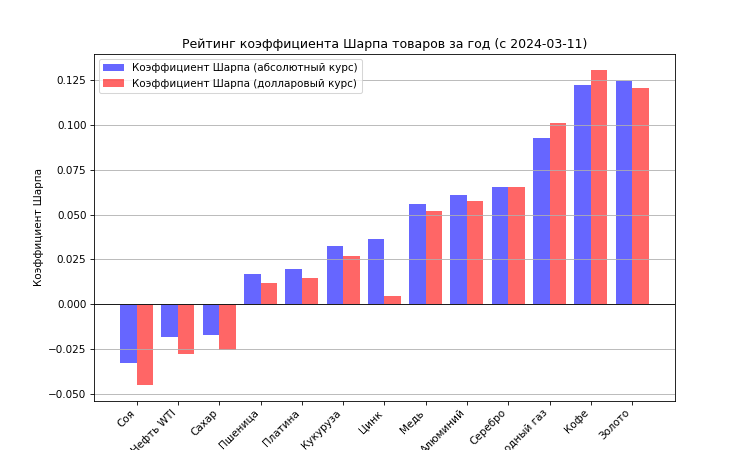 Рейтинг коэффициента Шарпа товаров за год (с 2024-03-11)
Коэффициент Шарпа (абсолютный курс)
Коэффициент Шарпа (долларовый курс)
Коэффициент Шарпа
0.125
0.100
0.075
0.050
0.025
0.000
−0.025
−0.050
Соя
Нефть WTI
Сахар
Пшеница
Платина
Кукуруза
Цинк
Медь
Алюминий
Серебро
одный газ
Кофе
Золото